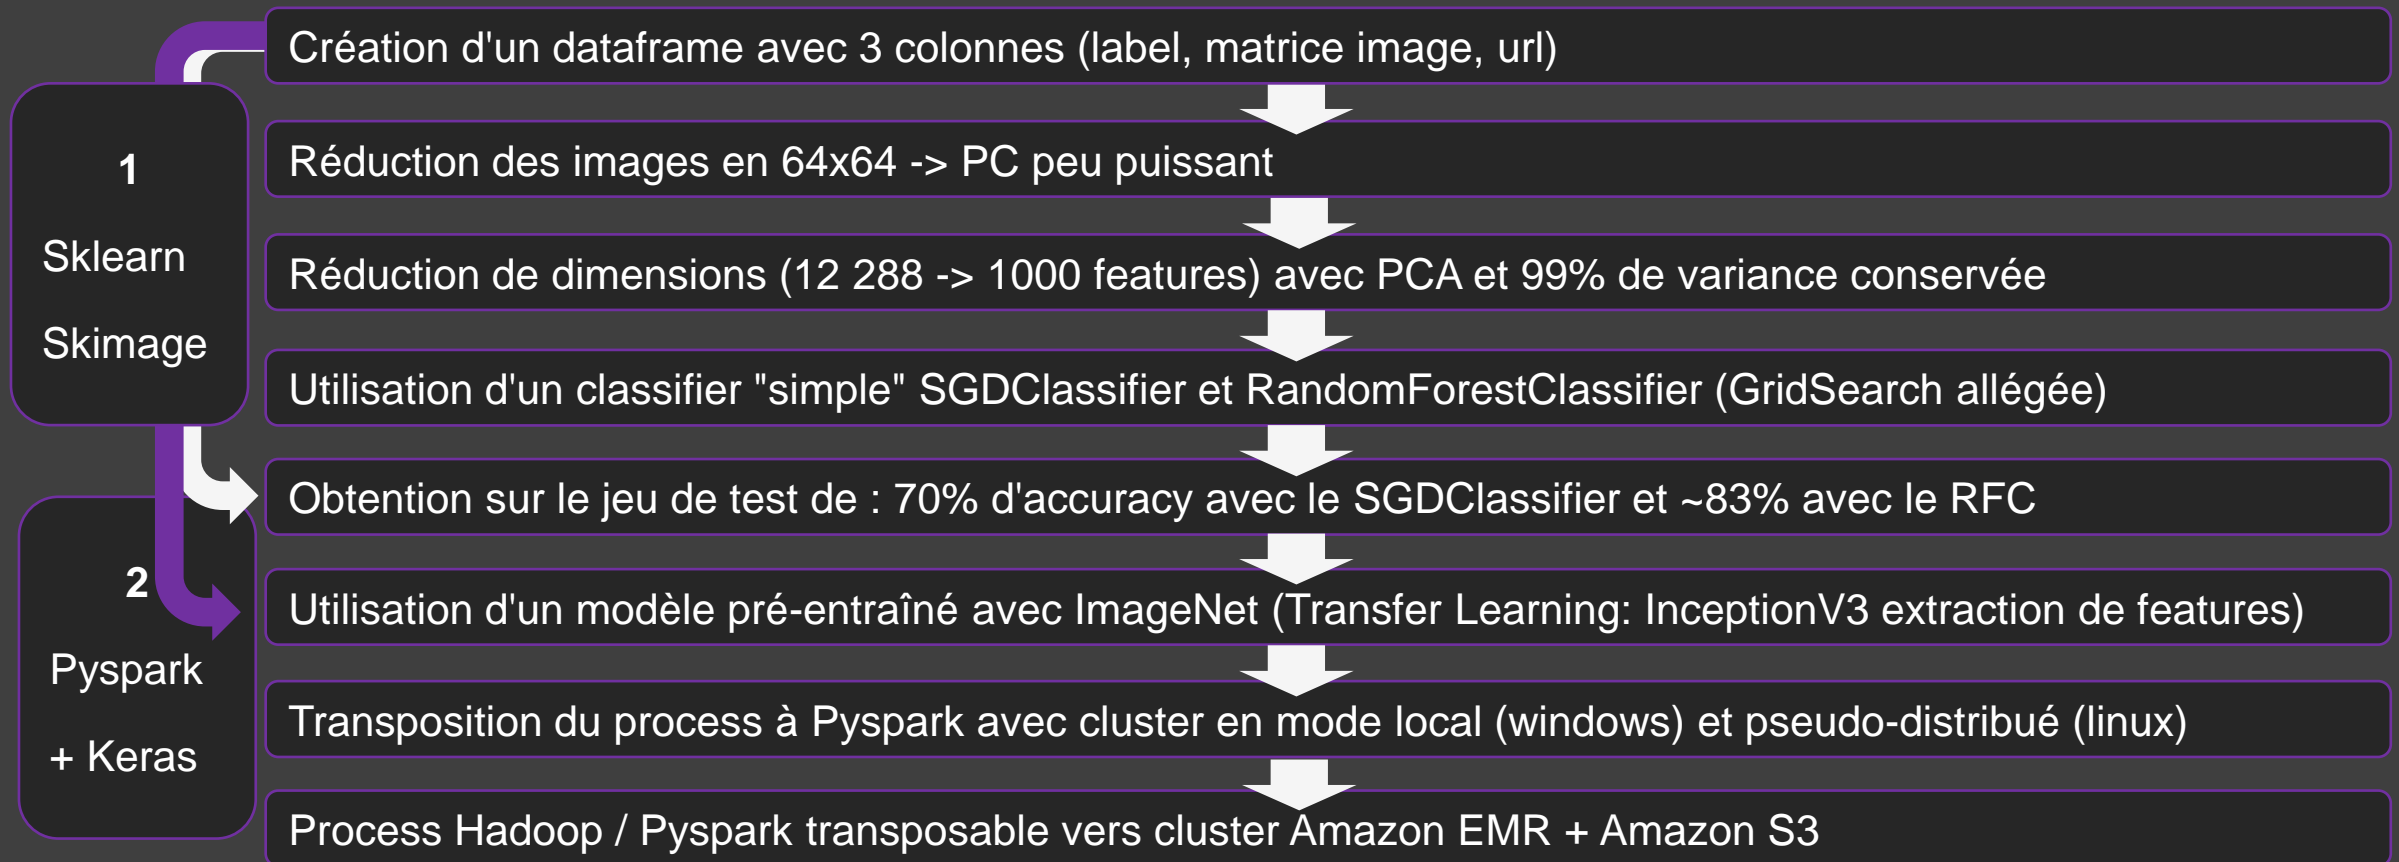 Création d'un dataframe avec 3 colonnes (label, matrice image, url)
Réduction des images en 64x64 -> PC peu puissant
Réduction de dimensions (12 288 -> 1000 features) avec PCA et 99% de variance conservée
Utilisation d'un classifier "simple" SGDClassifier et RandomForestClassifier (GridSearch allégée)
Obtention sur le jeu de test de : 70% d'accuracy avec le SGDClassifier et ~83% avec le RFC
Utilisation d'un modèle pré-entraîné avec ImageNet (Transfer Learning: InceptionV3 extraction de features)
Transposition du process à Pyspark avec cluster en mode local (windows) et pseudo-distribué (linux)
Process Hadoop / Pyspark transposable vers cluster Amazon EMR + Amazon S3
1
Sklearn
Skimage
2
Pyspark
+ Keras